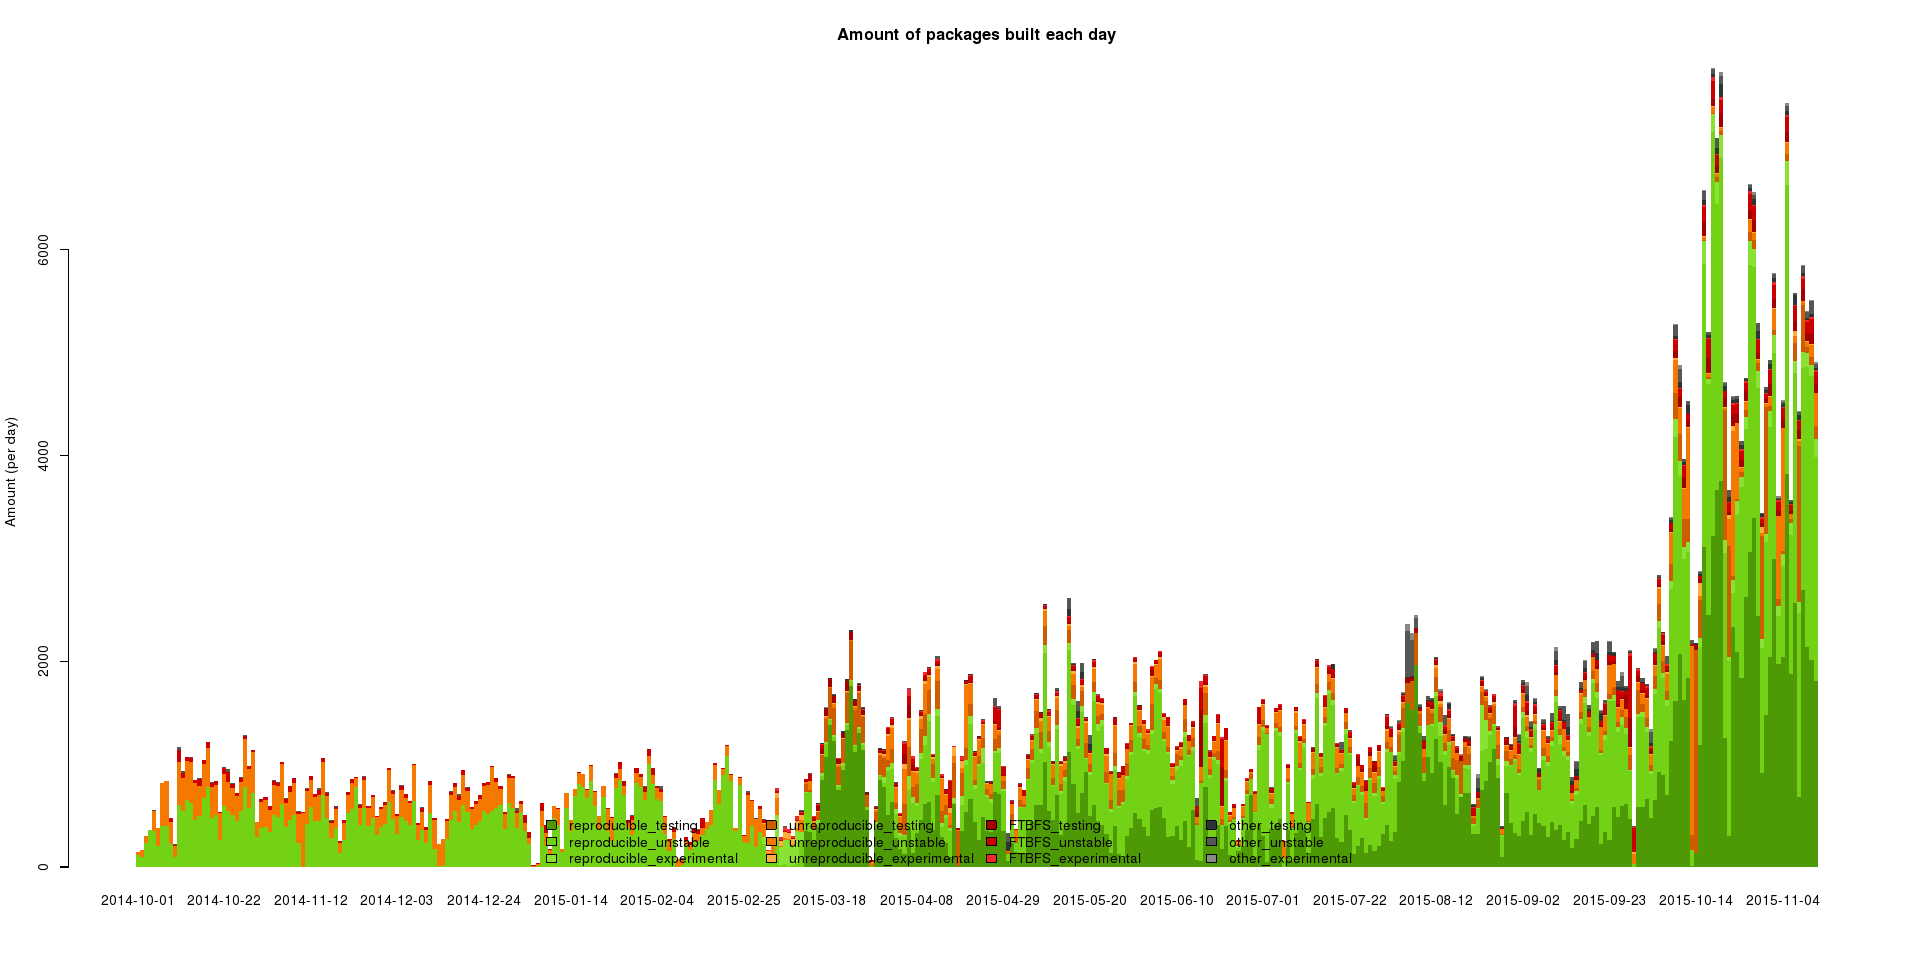 Amount of packages built each day
Amount (per day)
6000
4000
2000
0
reproducible_testing unreproducible_testing FTBFS_testing other_testing
reproducible_unstable unreproducible_unstable FTBFS_unstable other_unstable
reproducible_experimental unreproducible_experimental FTBFS_experimental other_experimental
2014-10-01 2014-10-22 2014-11-12 2014-12-03 2014-12-24 2015-01-14 2015-02-04 2015-02-25 2015-03-18 2015-04-08 2015-04-29 2015-05-20 2015-06-10 2015-07-01 2015-07-22 2015-08-12 2015-09-02 2015-09-23 2015-10-14 2015-11-04